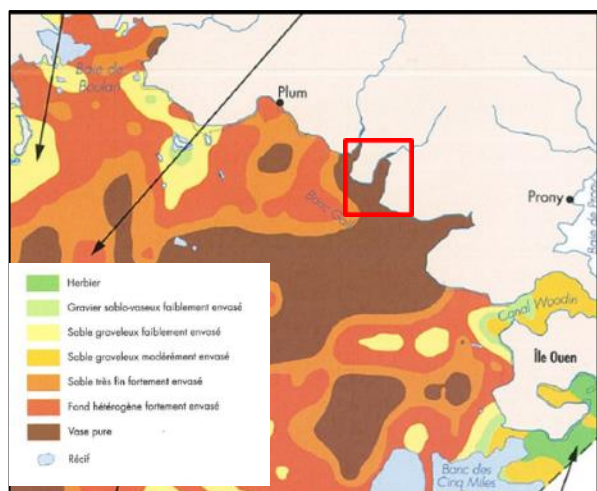 Baie de
Boulari
Plum
Prony
Baie de
Canal Woodin
Île Ouen
Banc des
Cinq Miles
Herbier
Gravier sablo-vaseux faiblement envasé
Sable graveleux faiblement envasé
Sable graveleux modérément envasé
Sable très fin fortement envasé
Fond hétérogène fortement envasé
Vase pure
Récif